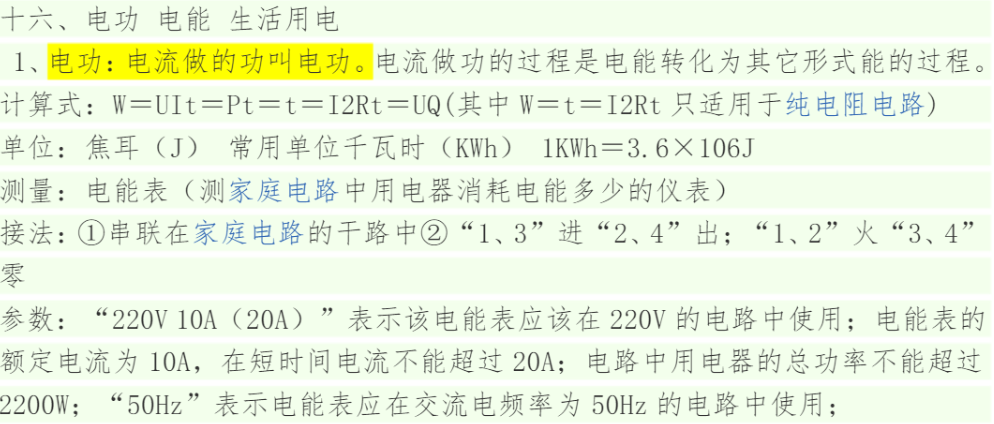 十六、电功 电能 生活用电
1、电功：电流做的功叫电功。电流做功的过程是电能转化为其它形式能的过程。
计算式：W＝UIt＝Pt＝t＝I2Rt＝UQ(其中 W＝t＝I2Rt 只适用于纯电阻电路)
单位：焦耳（J） 常用单位千瓦时（KWh） 1KWh＝3.6×106J
测量：电能表（测家庭电路中用电器消耗电能多少的仪表）
接法：①串联在家庭电路的干路中②“1、3”进“2、4”出；“1、2”火“3、4”
零
参数：“220V 10A（20A）”表示该电能表应该在 220V 的电路中使用；电能表的
额定电流为 10A，在短时间电流不能超过 20A；电路中用电器的总功率不能超过
2200W；“50Hz”表示电能表应在交流电频率为 50Hz 的电路中使用；